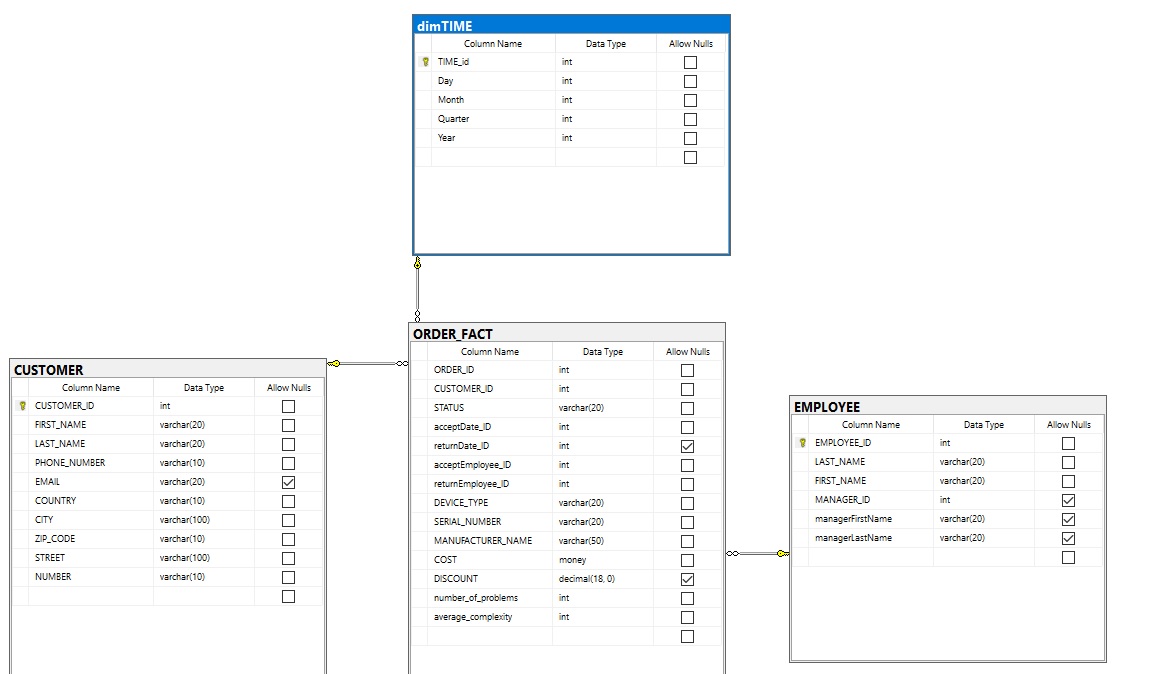 dimTIME
Column Name Data Type Allow Nulls
TIME_id int
Day int
Month int
Quarter int
Year int
ORDER_FACT
Column Name Data Type Allow Nulls
ORDER_ID int
CUSTOMER_ID int
STATUS varchar(20)
acceptDate_ID int
returnDate_ID int
acceptEmployee_ID int
returnEmployee_ID int
DEVICE_TYPE varchar(20)
SERIAL_NUMBER varchar(20)
MANUFACTURER_NAME varchar(50)
COST money
DISCOUNT decimal(18, 0)
number_of_problems int
average_complexity int
CUSTOMER
Column Name Data Type Allow Nulls
CUSTOMER_ID int
FIRST_NAME varchar(20)
LAST_NAME varchar(20)
PHONE_NUMBER varchar(10)
EMAIL varchar(20)
COUNTRY varchar(10)
CITY varchar(100)
ZIP_CODE varchar(10)
STREET varchar(100)
NUMBER varchar(10)
EMPLOYEE
Column Name Data Type Allow Nulls
EMPLOYEE_ID int
LAST_NAME varchar(20)
FIRST_NAME varchar(20)
MANAGER_ID int
managerFirstName varchar(20)
managerLastName varchar(20)